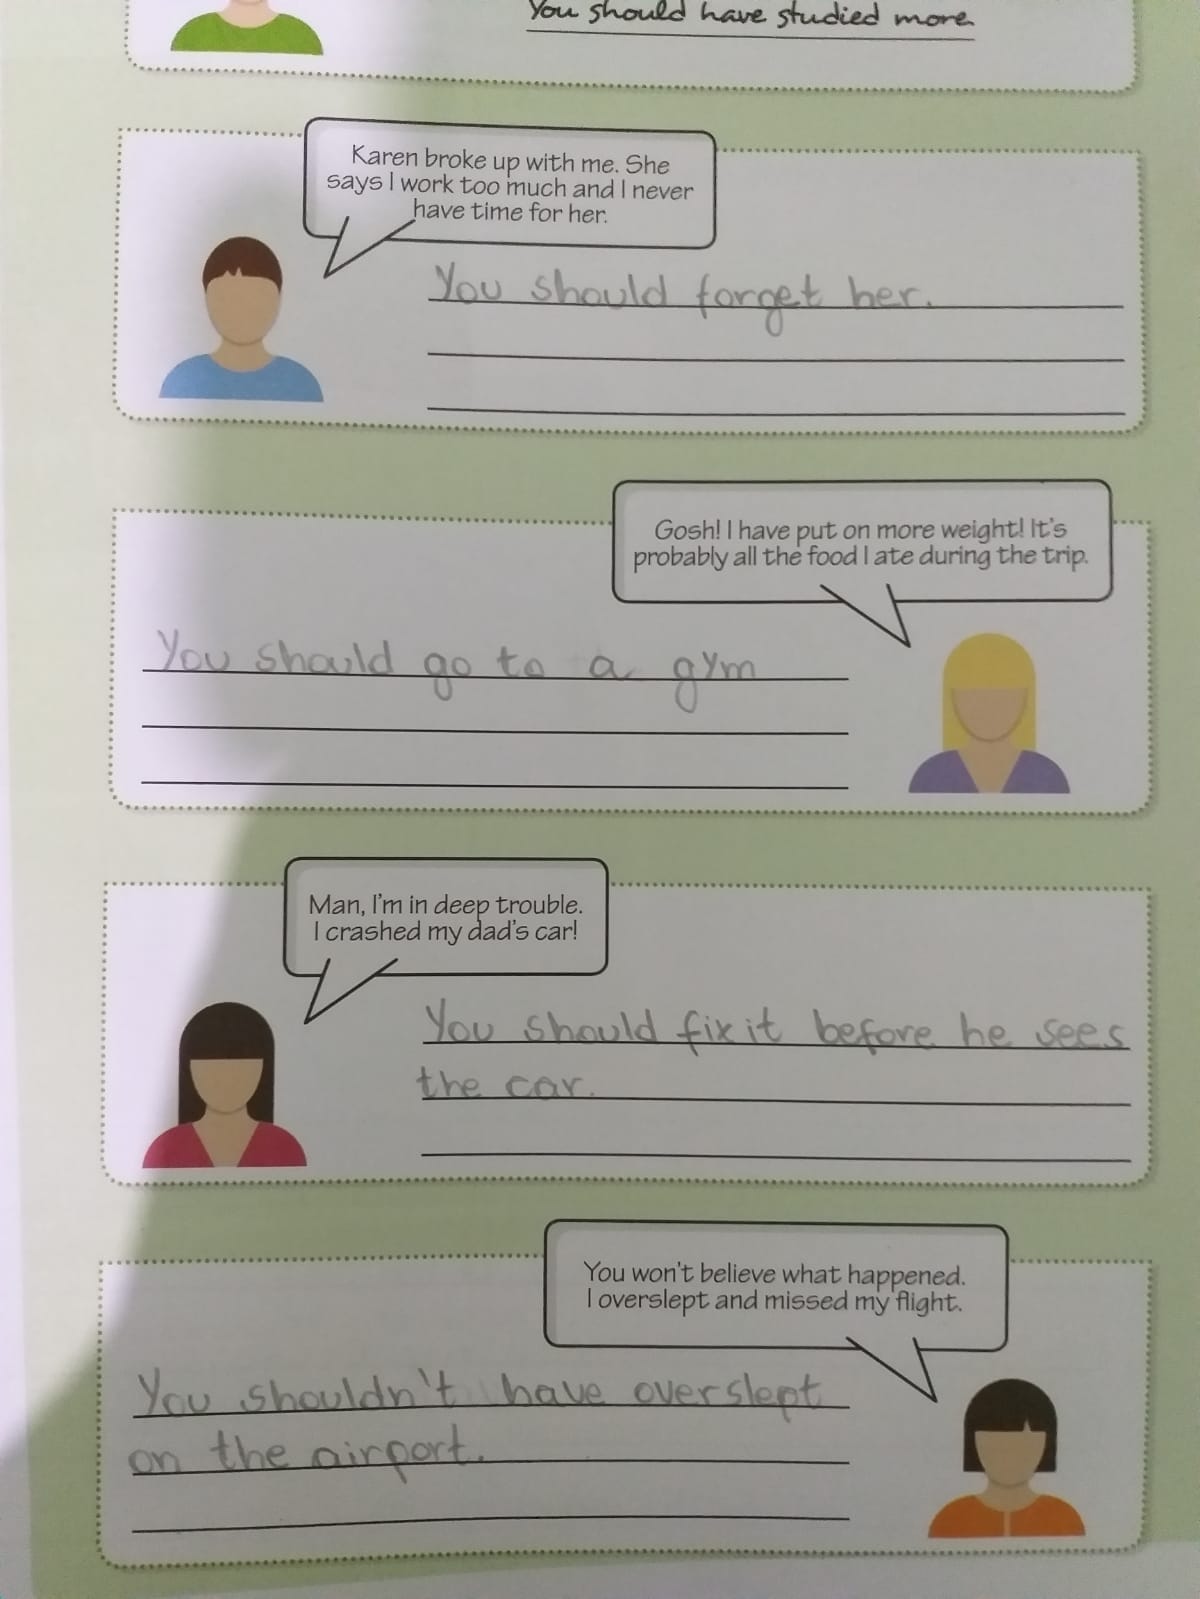 You should have studied more.
Karen broke up with me. She
says I work too much and I never
have time for her.
You should forget her.
Gosh! I have put on more weight! It's
probably all the food I ate during the trip.
You should go to a gym
Man, I'm in deep trouble.
I crashed my dad's car!
You should fix it before he sees
the car.
You won't believe what happened.
I overslept and missed my flight.
You shouldn't have overslept
on the airport.